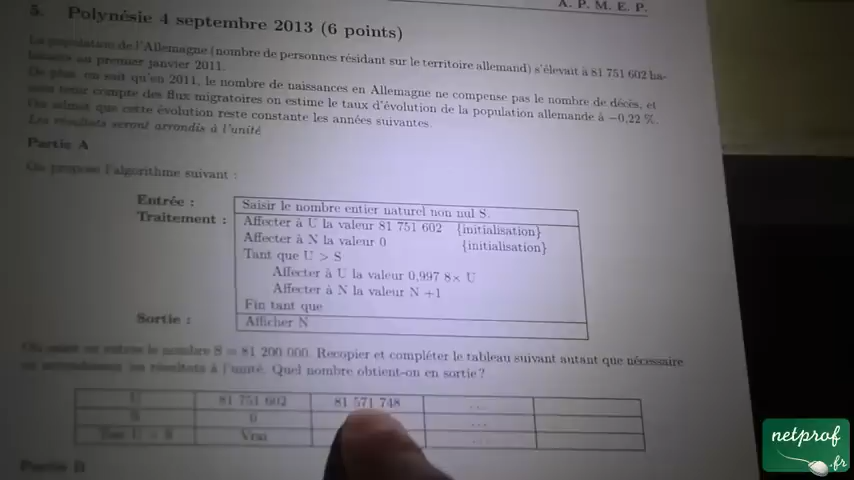 A. P. M. E. P.
5. Polynésie 4 septembre 2013 (6 points)
La population de l'Allemagne (nombre de personnes résidant sur le territoire allemand) s'élevait à 81 751 602 ha-
bitants au premier janvier 2011.
De plus, on sait qu'en 2011, le nombre de naissances en Allemagne ne compense pas le nombre de décès, et
sans tenir compte des flux migratoires on estime le taux d'évolution de la population allemande à −0,22 %.
On admet que cette évolution reste constante les années suivantes.
Les résultats seront arrondis à l'unité
Partie A
On propose l'algorithme suivant :
Entrée : Saisir le nombre entier naturel non nul S.
Traitement : Affecter à U la valeur 81 751 602 {initialisation}
Affecter à N la valeur 0 {initialisation}
Tant que U > S
Affecter à U la valeur 0,997 8× U
Affecter à N la valeur N +1
Fin tant que
Sortie : Afficher N
le nombre S = 81 200 000. Recopier et compléter le tableau suivant autant que nécessaire
résultats à l'unité. Quel nombre obtient-on en sortie ?
U 81 751 602 81 571 748 ...
0 ...
Vrai ...
Partie B
netprof
.fr